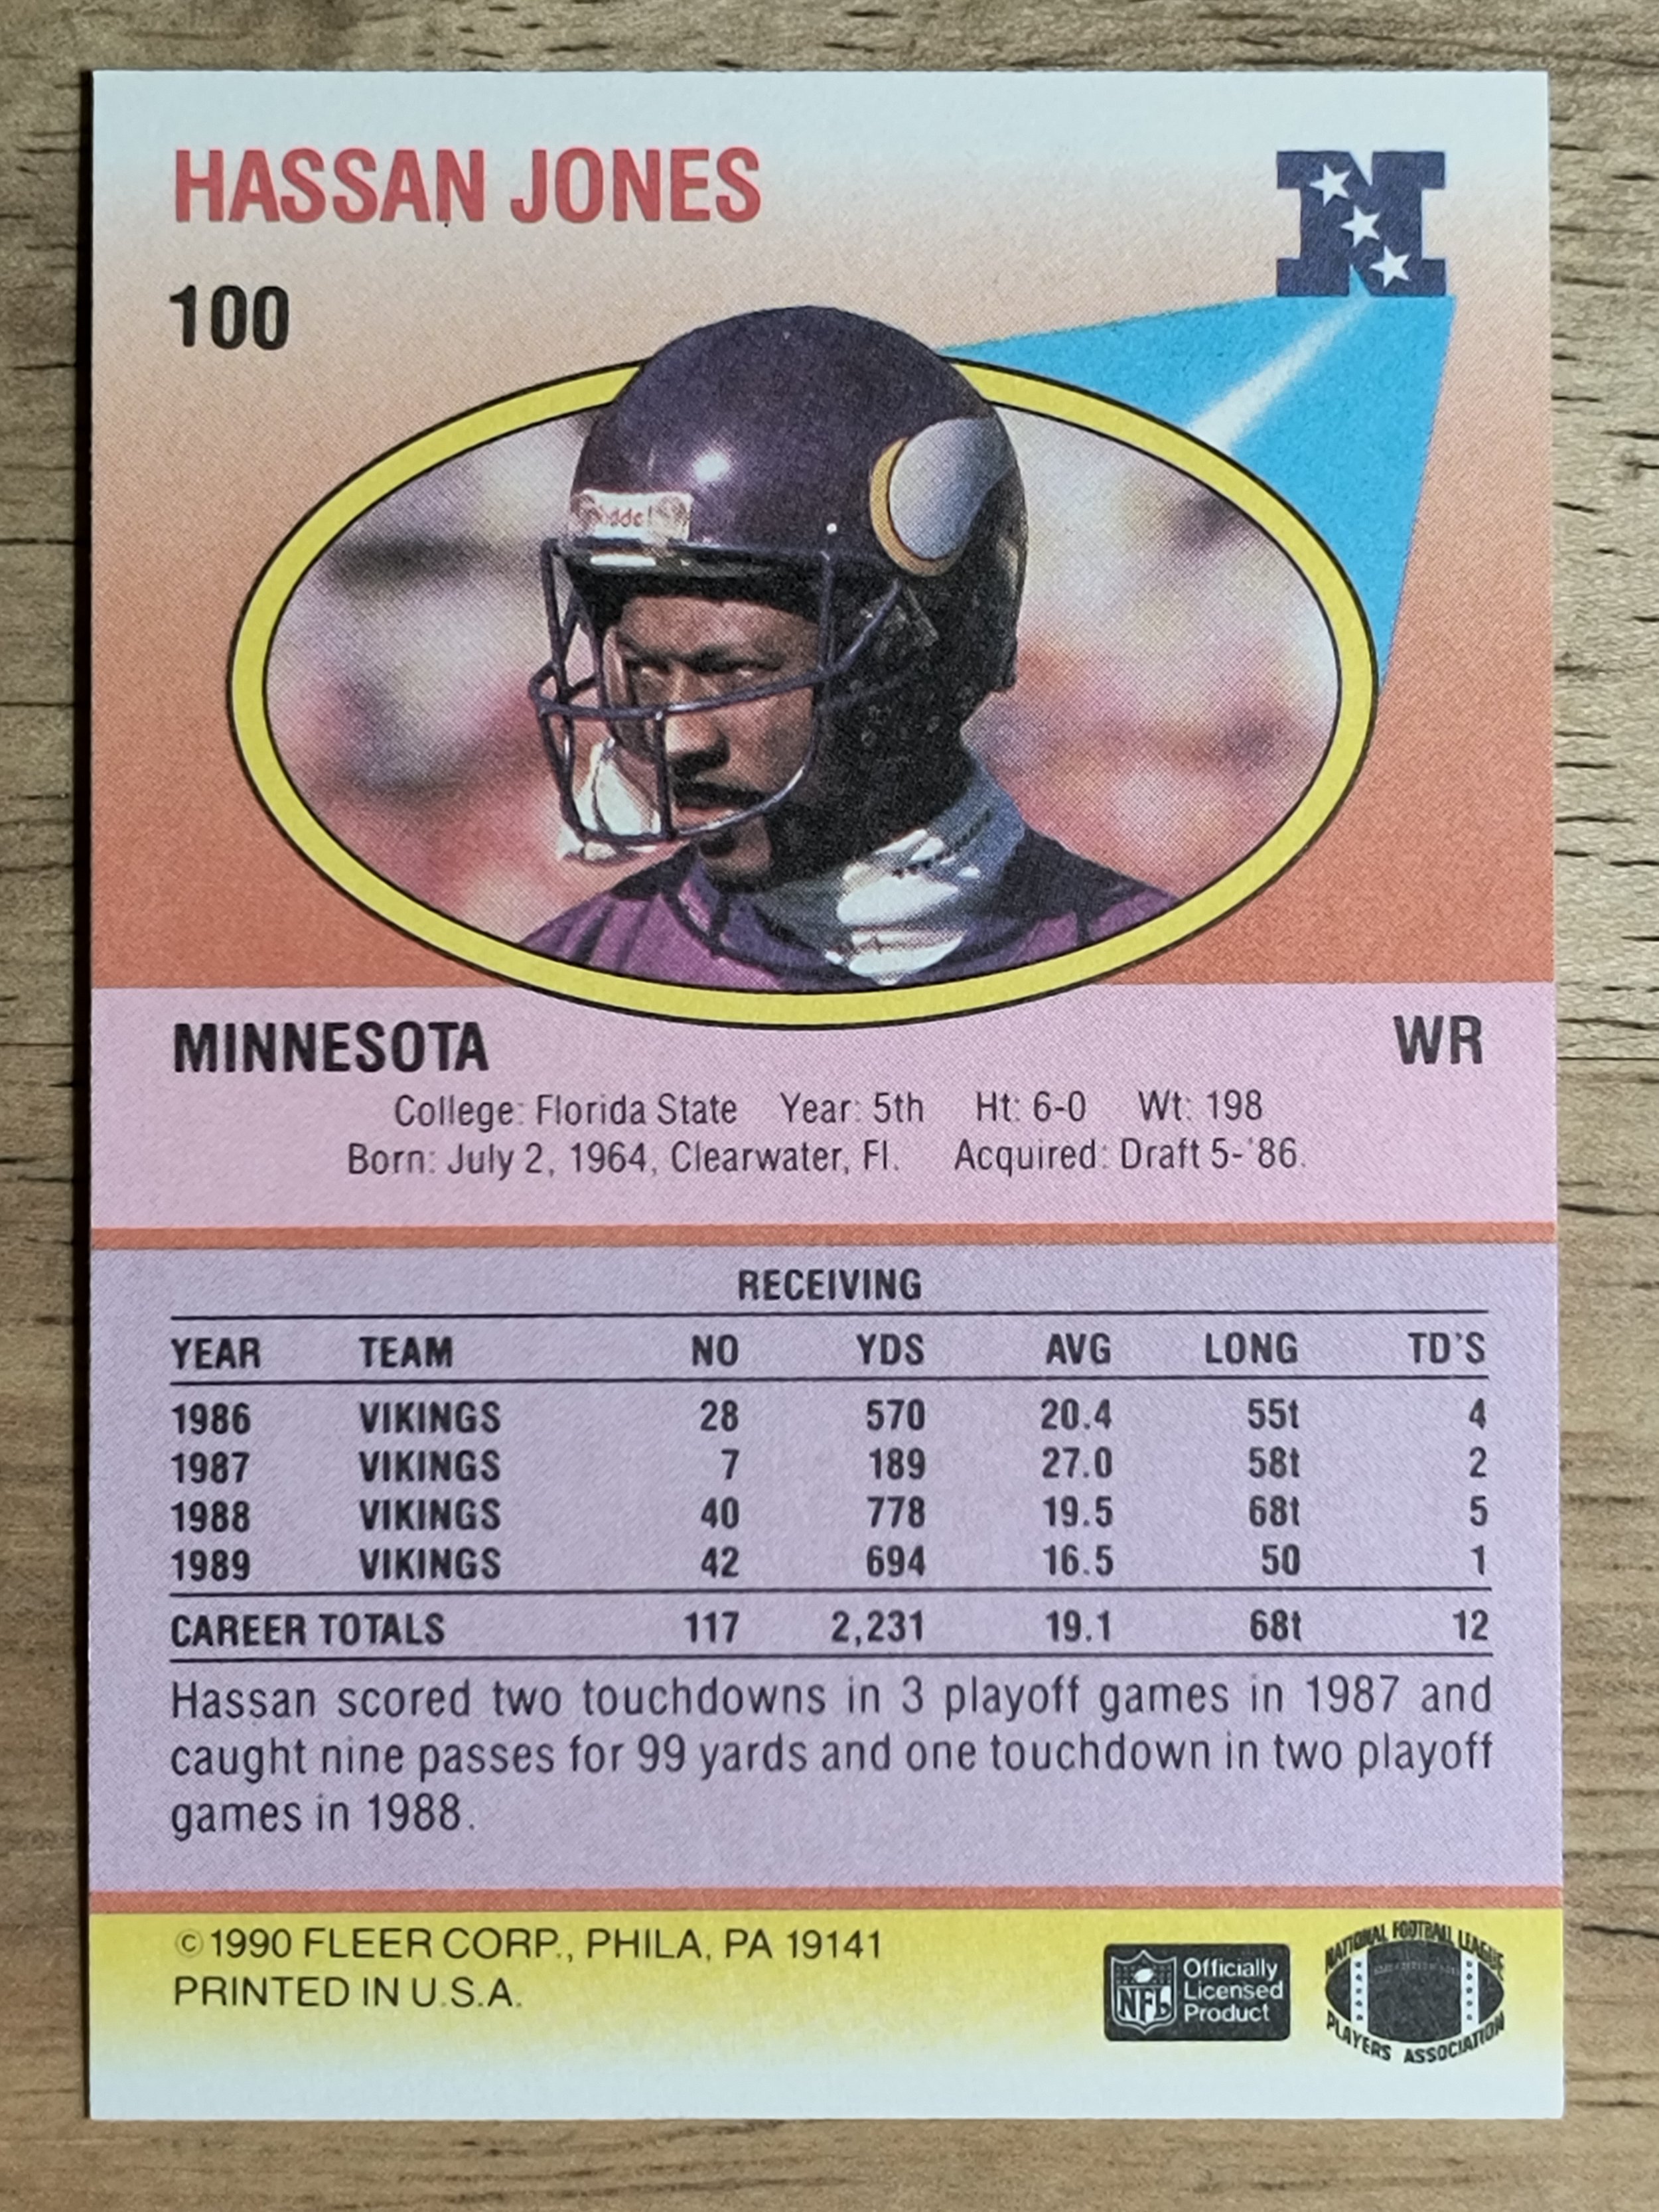 HASSAN JONES
100
MINNESOTA WR
College: Florida State Year: 5th Ht: 6-0 Wt: 198
Born: July 2, 1964, Clearwater, Fl. Acquired: Draft 5-'86.
RECEIVING
YEAR TEAM NO YDS AVG LONG TD'S
1986 VIKINGS 28 570 20.4 55t 4
1987 VIKINGS 7 189 27.0 58t 2
1988 VIKINGS 40 778 19.5 68t 5
1989 VIKINGS 42 694 16.5 50 1
CAREER TOTALS 117 2,231 19.1 68t 12
Hassan scored two touchdowns in 3 playoff games in 1987 and
caught nine passes for 99 yards and one touchdown in two playoff
games in 1988.
©1990 FLEER CORP., PHILA, PA 19141
PRINTED IN U.S.A.
NFL
Officially
Licensed
Product
NATIONAL FOOTBALL LEAGUE
PLAYERS ASSOCIATION